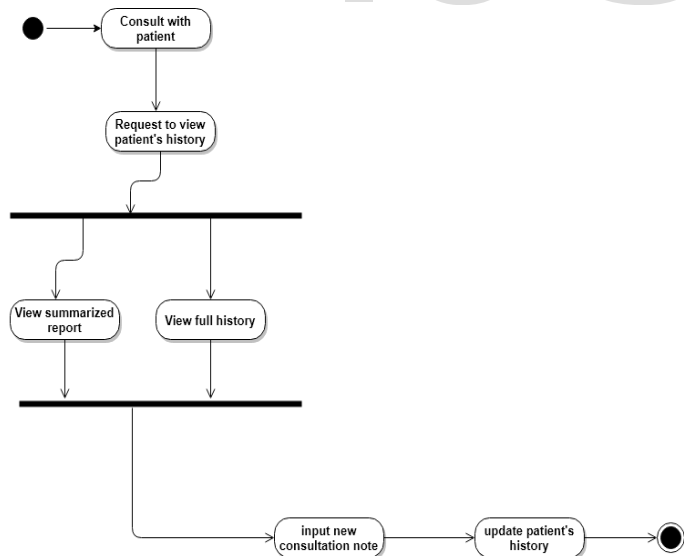 Consult with
patient
Request to view
patient's history
View summarized
report
View full history
input new
consultation note
update patient's
history